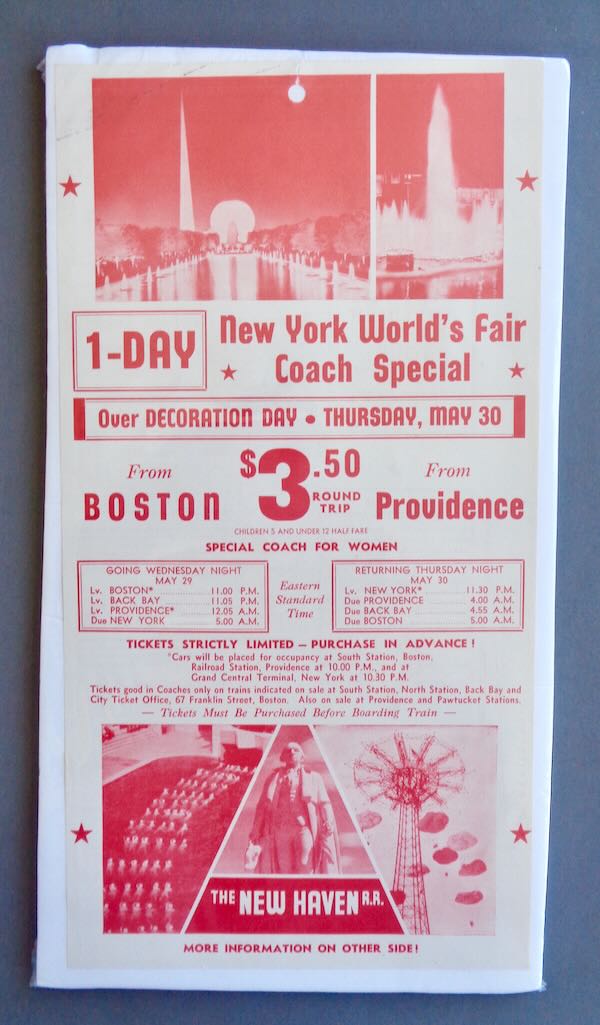 1-DAY
New York World's Fair
Coach Special
Over DECORATION DAY • THURSDAY, MAY 30
From
BOSTON
$3.50
ROUND
TRIP
From
Providence
CHILDREN 5 AND UNDER 12 HALF FARE
SPECIAL COACH FOR WOMEN
GOING WEDNESDAY NIGHT
MAY 29
Lv. BOSTON* 11.00 P.M.
Lv. BACK BAY 11.05 P.M.
Lv. PROVIDENCE* 12.05 A.M.
Due NEW YORK 5.00 A.M.
Eastern
Standard
Time
RETURNING THURSDAY NIGHT
MAY 30
Lv. NEW YORK* 11.30 P.M.
Due PROVIDENCE 4.00 A.M.
Due BACK BAY 4.55 A.M.
Due BOSTON 5.00 A.M.
TICKETS STRICTLY LIMITED — PURCHASE IN ADVANCE!
*Cars will be placed for occupancy at South Station, Boston,
Railroad Station, Providence at 10.00 P.M., and at
Grand Central Terminal, New York at 10.30 P.M.
Tickets good in Coaches only on trains indicated on sale at South Station, North Station, Back Bay and
City Ticket Office, 67 Franklin Street, Boston. Also on sale at Providence and Pawtucket Stations.
— Tickets Must Be Purchased Before Boarding Train —
THE NEW HAVEN R.R.
MORE INFORMATION ON OTHER SIDE!